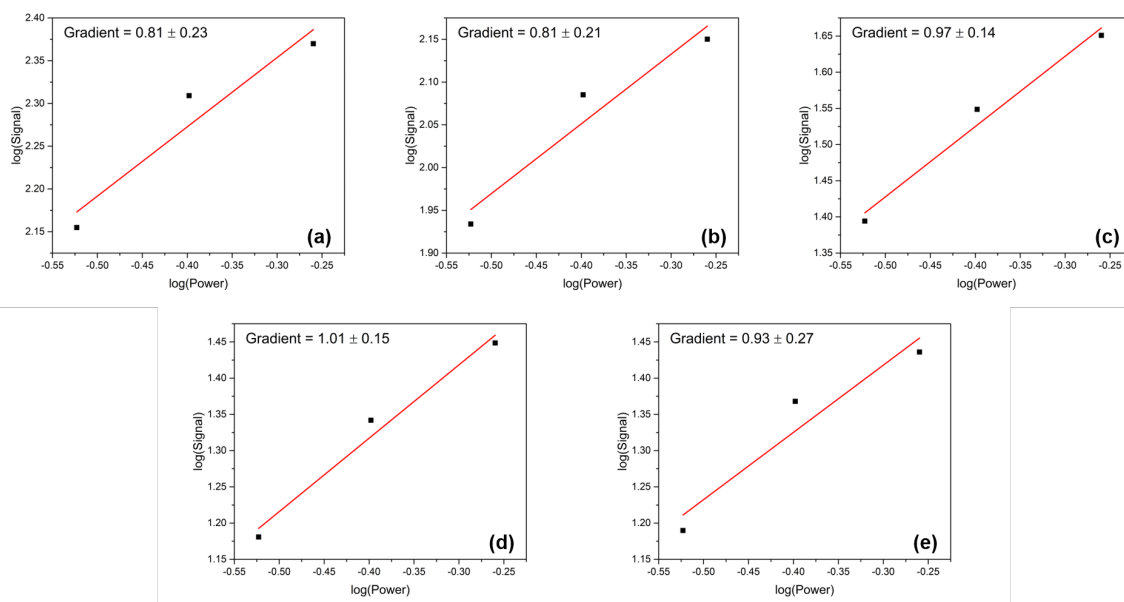 Gradient = 0.81 ± 0.23
2.40
2.35
2.30
2.25
2.20
2.15
log(Signal)
-0.55 -0.50 -0.45 -0.40 -0.35 -0.30 -0.25
log(Power)
(a)
Gradient = 0.81 ± 0.21
2.15
2.10
2.05
2.00
1.95
1.90
log(Signal)
-0.55 -0.50 -0.45 -0.40 -0.35 -0.30 -0.25
log(Power)
(b)
Gradient = 0.97 ± 0.14
1.65
1.60
1.55
1.50
1.45
1.40
1.35
log(Signal)
-0.55 -0.50 -0.45 -0.40 -0.35 -0.30 -0.25
log(Power)
(c)
Gradient = 1.01 ± 0.15
1.45
1.40
1.35
1.30
1.25
1.20
1.15
log(Signal)
-0.55 -0.50 -0.45 -0.40 -0.35 -0.30 -0.25
log(Power)
(d)
Gradient = 0.93 ± 0.27
1.45
1.40
1.35
1.30
1.25
1.20
1.15
log(Signal)
-0.55 -0.50 -0.45 -0.40 -0.35 -0.30 -0.25
log(Power)
(e)